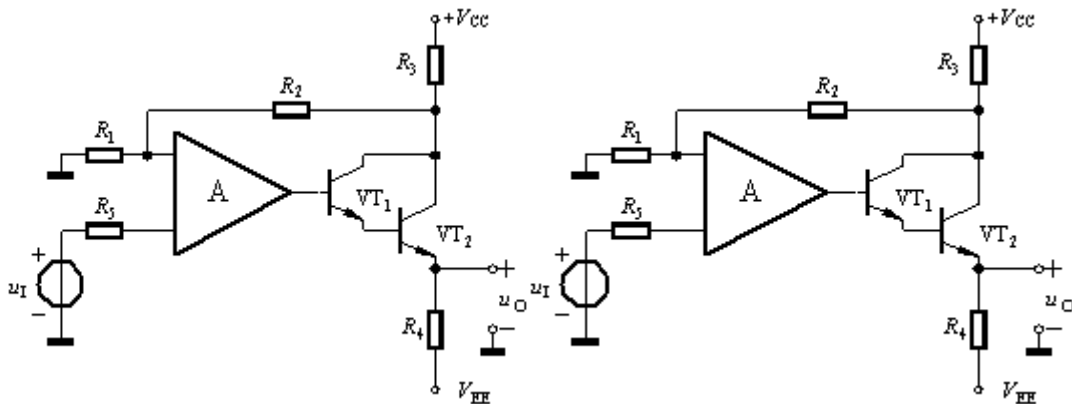 +VCC
R3
R2
R1
A
R5
VT1
VT2
+
uI
−
+
uO
−
R4
VEE
+VCC
R3
R2
R1
A
R5
VT1
VT2
+
uI
−
+
uO
−
R4
VEE